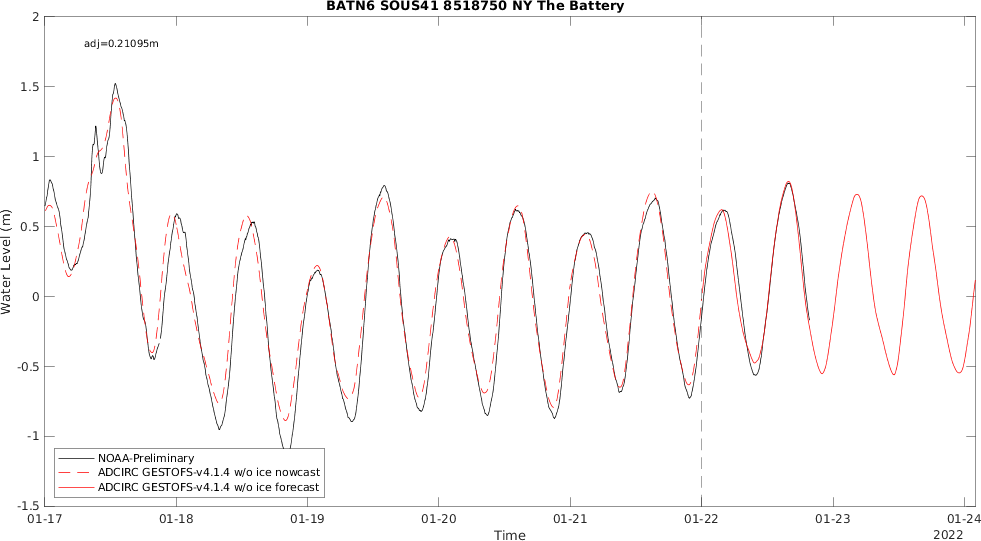 BATN6 SOUS41 8518750 NY The Battery
2
adj=0.21095m
1.5
1
0.5
0
-0.5
-1
-1.5
Water Level (m)
NOAA-Preliminary
ADCIRC GESTOFS-v4.1.4 w/o ice nowcast
ADCIRC GESTOFS-v4.1.4 w/o ice forecast
01-17 01-18 01-19 01-20 01-21 01-22 01-23 01-24
Time
2022